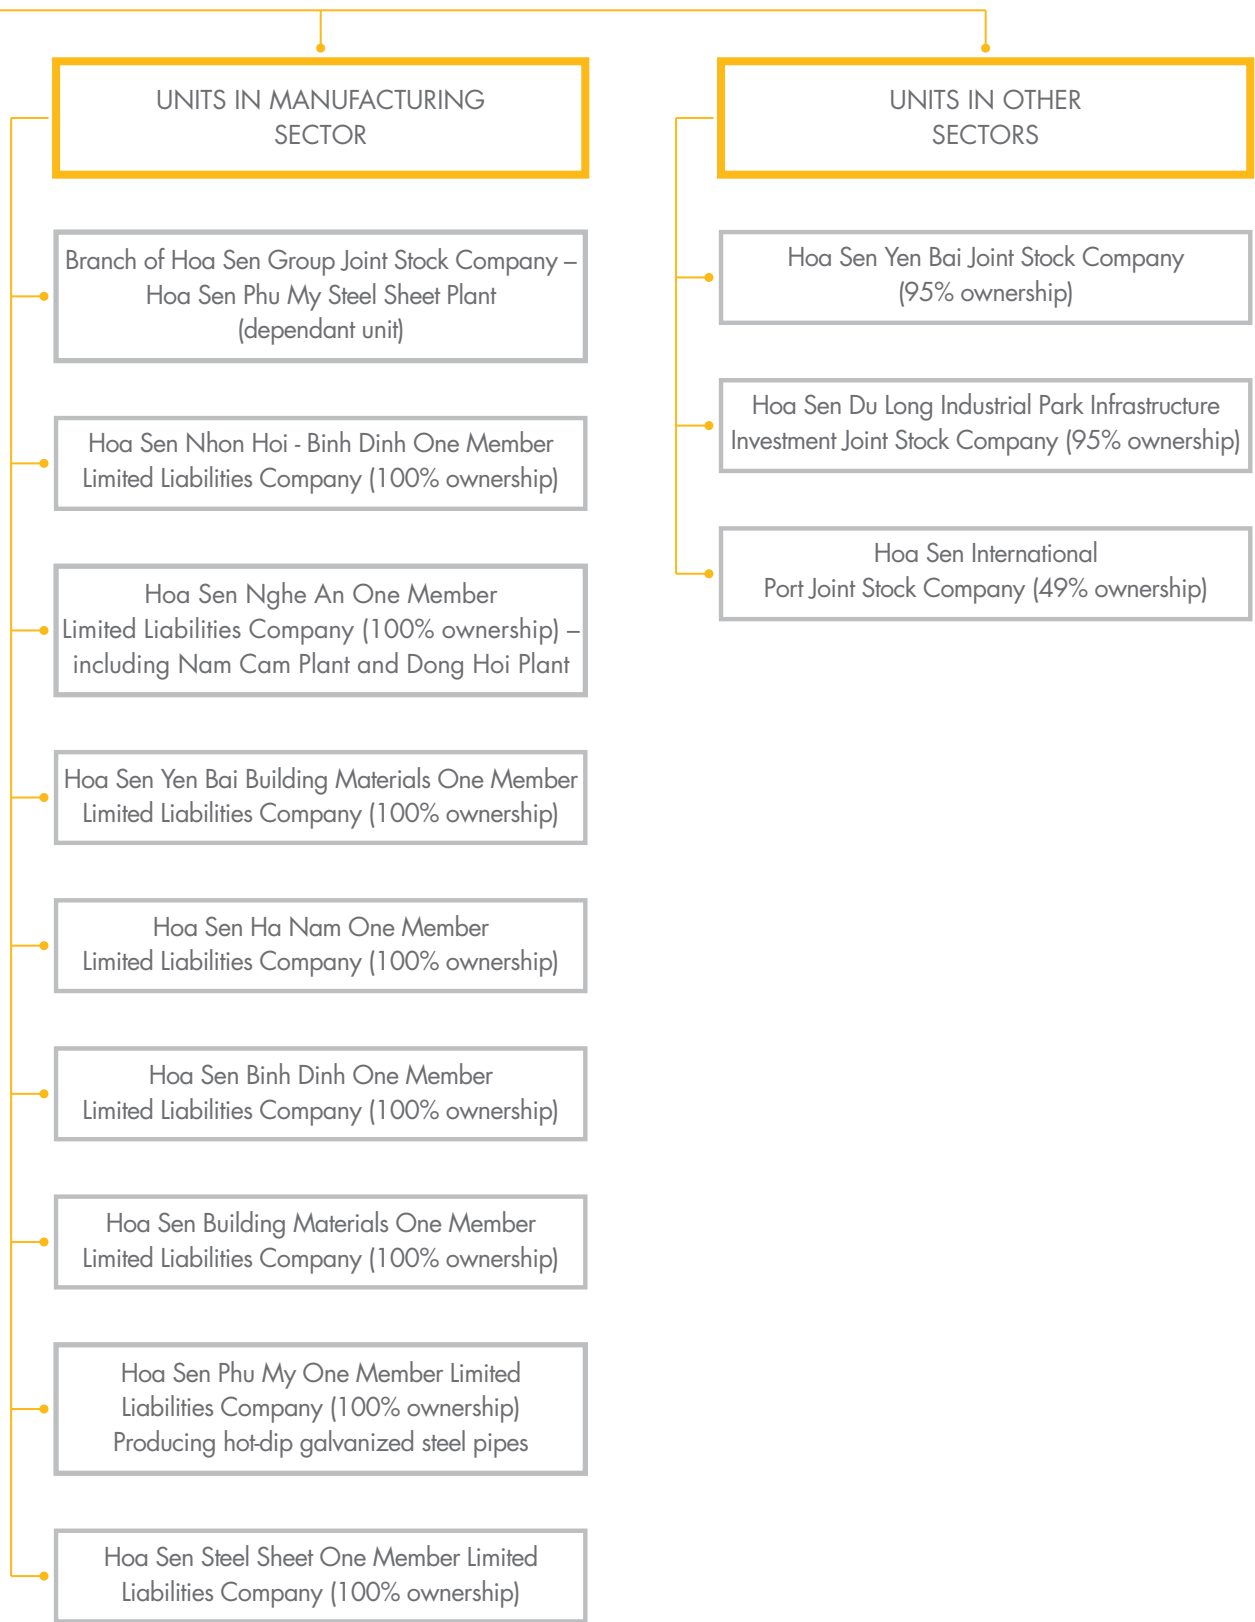 UNITS IN MANUFACTURING
SECTOR
Branch of Hoa Sen Group Joint Stock Company –
Hoa Sen Phu My Steel Sheet Plant
(dependant unit)
Hoa Sen Nhon Hoi - Binh Dinh One Member
Limited Liabilities Company (100% ownership)
Hoa Sen Nghe An One Member
Limited Liabilities Company (100% ownership) –
including Nam Cam Plant and Dong Hoi Plant
Hoa Sen Yen Bai Building Materials One Member
Limited Liabilities Company (100% ownership)
Hoa Sen Ha Nam One Member
Limited Liabilities Company (100% ownership)
Hoa Sen Binh Dinh One Member
Limited Liabilities Company (100% ownership)
Hoa Sen Building Materials One Member
Limited Liabilities Company (100% ownership)
Hoa Sen Phu My One Member Limited
Liabilities Company (100% ownership)
Producing hot-dip galvanized steel pipes
Hoa Sen Steel Sheet One Member Limited
Liabilities Company (100% ownership)
UNITS IN OTHER
SECTORS
Hoa Sen Yen Bai Joint Stock Company
(95% ownership)
Hoa Sen Du Long Industrial Park Infrastructure
Investment Joint Stock Company (95% ownership)
Hoa Sen International
Port Joint Stock Company (49% ownership)